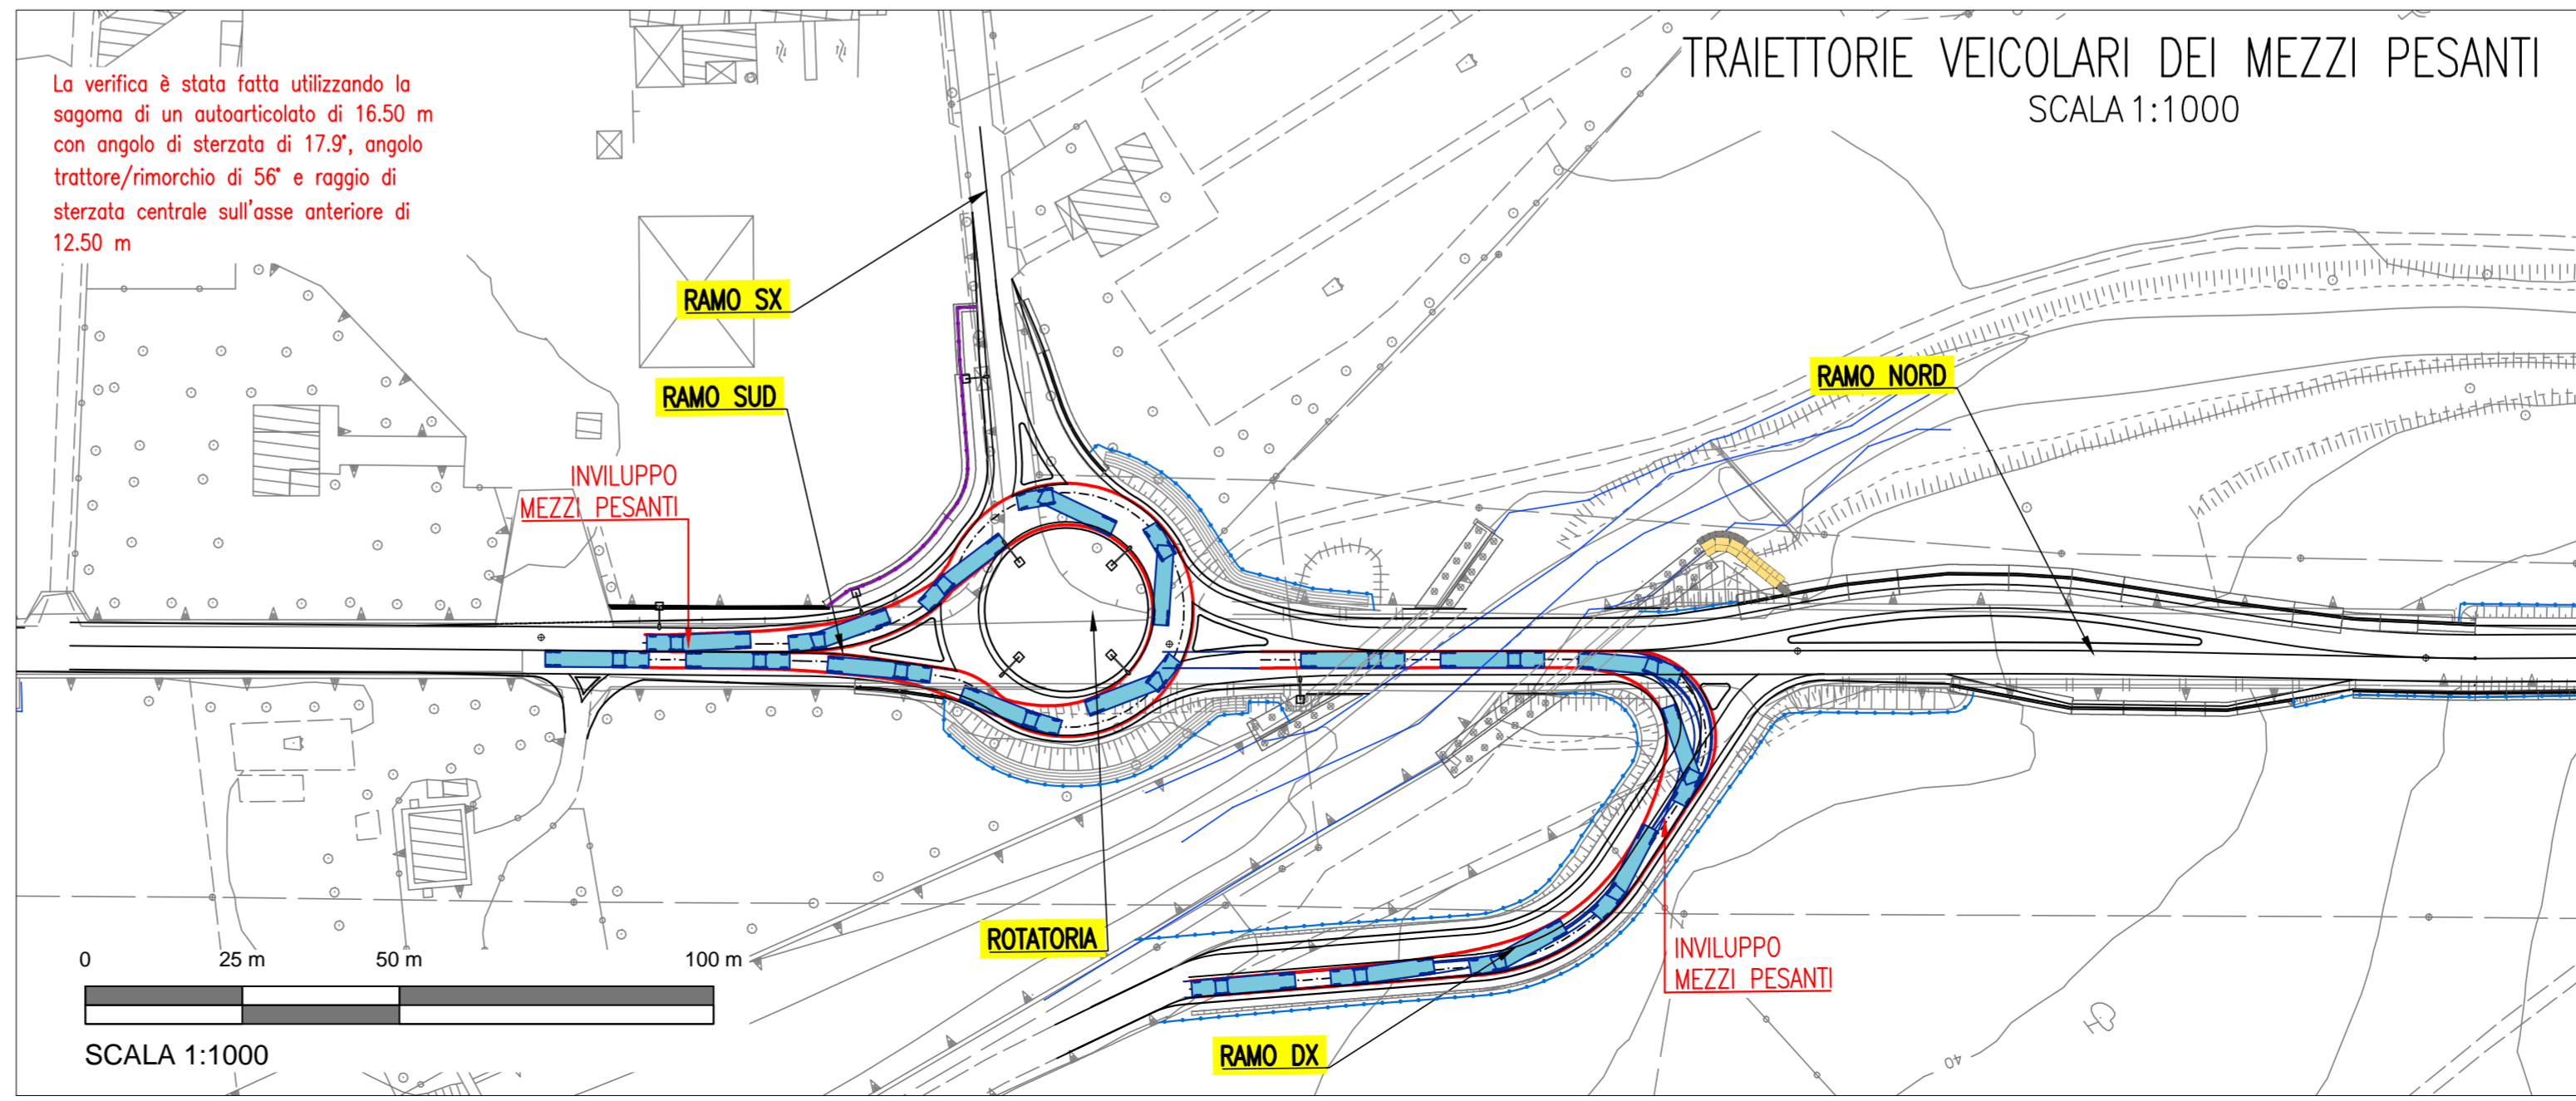 TRAIETTORIE VEICOLARI DEI MEZZI PESANTI
SCALA 1:1000
La verifica è stata fatta utilizzando la
sagoma di un autoarticolato di 16.50 m
con angolo di sterzata di 17.9°, angolo
trattore/rimorchio di 56° e raggio di
sterzata centrale sull'asse anteriore di
12.50 m
RAMO SX
RAMO SUD
RAMO NORD
INVILUPPO
MEZZI PESANTI
ROTATORIA
INVILUPPO
MEZZI PESANTI
RAMO DX
0 25 m 50 m 100 m
SCALA 1:1000
40